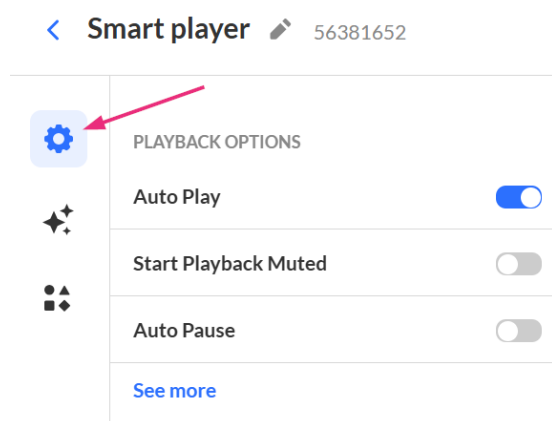 Smart player 56381652
PLAYBACK OPTIONS
Auto Play
Start Playback Muted
Auto Pause
See more